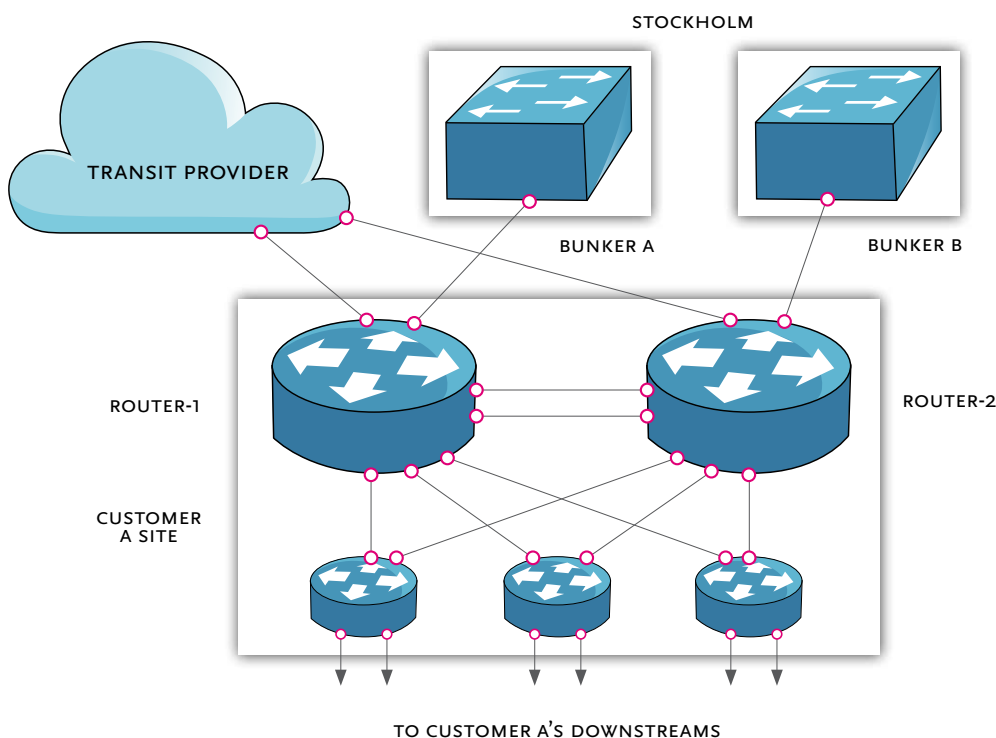 STOCKHOLM
TRANSIT PROVIDER
BUNKER A
BUNKER B
ROUTER-1
ROUTER-2
CUSTOMER
A SITE
TO CUSTOMER A'S DOWNSTREAMS